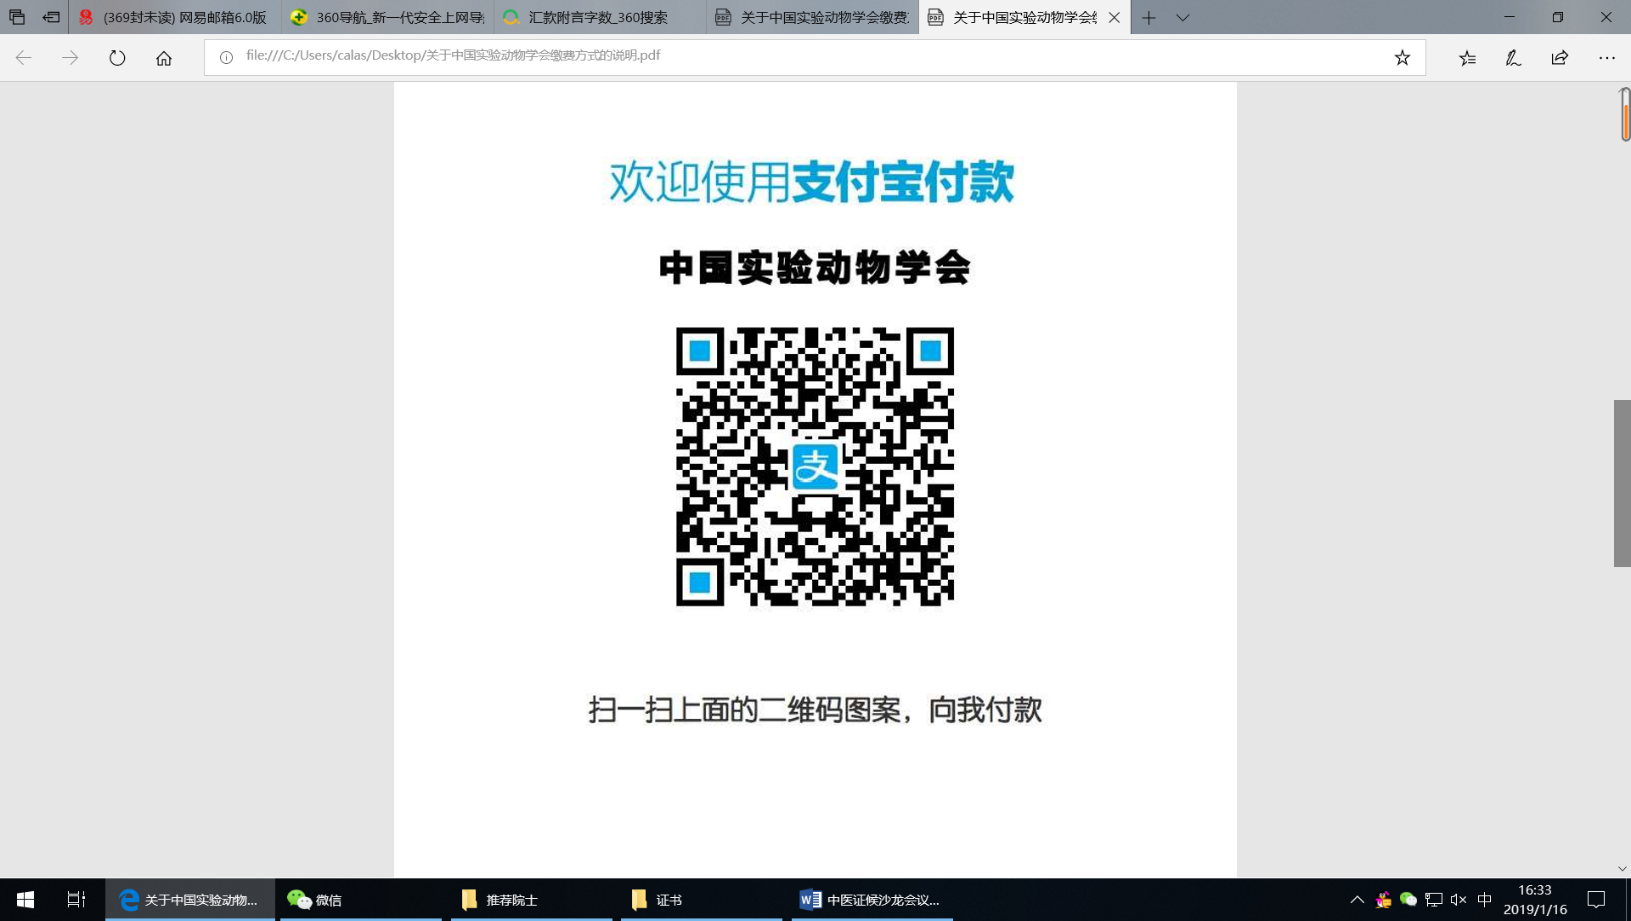 (369封未读) 网易邮箱6.0版
360导航_新一代安全上网导
汇款附言字数_360搜索
关于中国实验动物学会缴费
关于中国实验动物学会
file:///C:/Users/calas/Desktop/关于中国实验动物学会缴费方式的说明.pdf
欢迎使用支付宝付款
中国实验动物学会
支
扫一扫上面的二维码图案，向我付款
关于中国实验动物...
微信
推荐院士
证书
中医证候沙龙会议...
中
16:33
2019/1/16